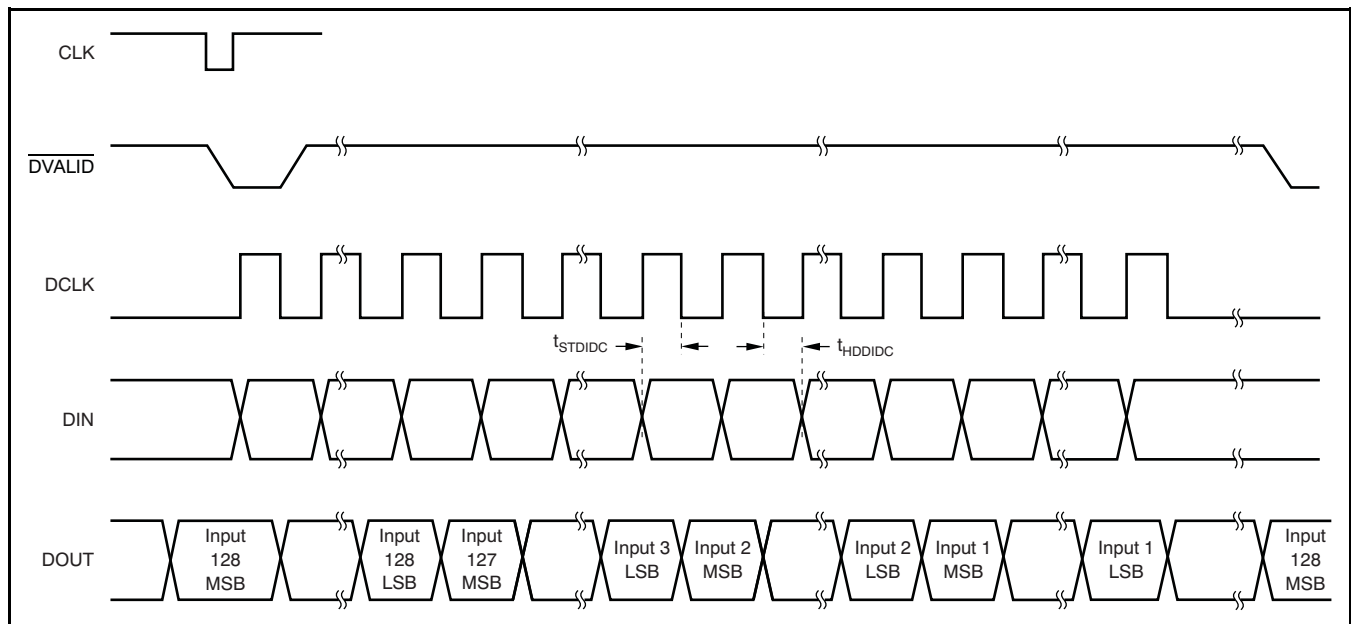 CLK
DVALID
DCLK
tSTDIDC
tHDDIDC
DIN
DOUT
Input
128
MSB
Input
128
LSB
Input
127
MSB
Input 3
LSB
Input 2
MSB
Input 2
LSB
Input 1
MSB
Input 1
LSB
Input
128
MSB